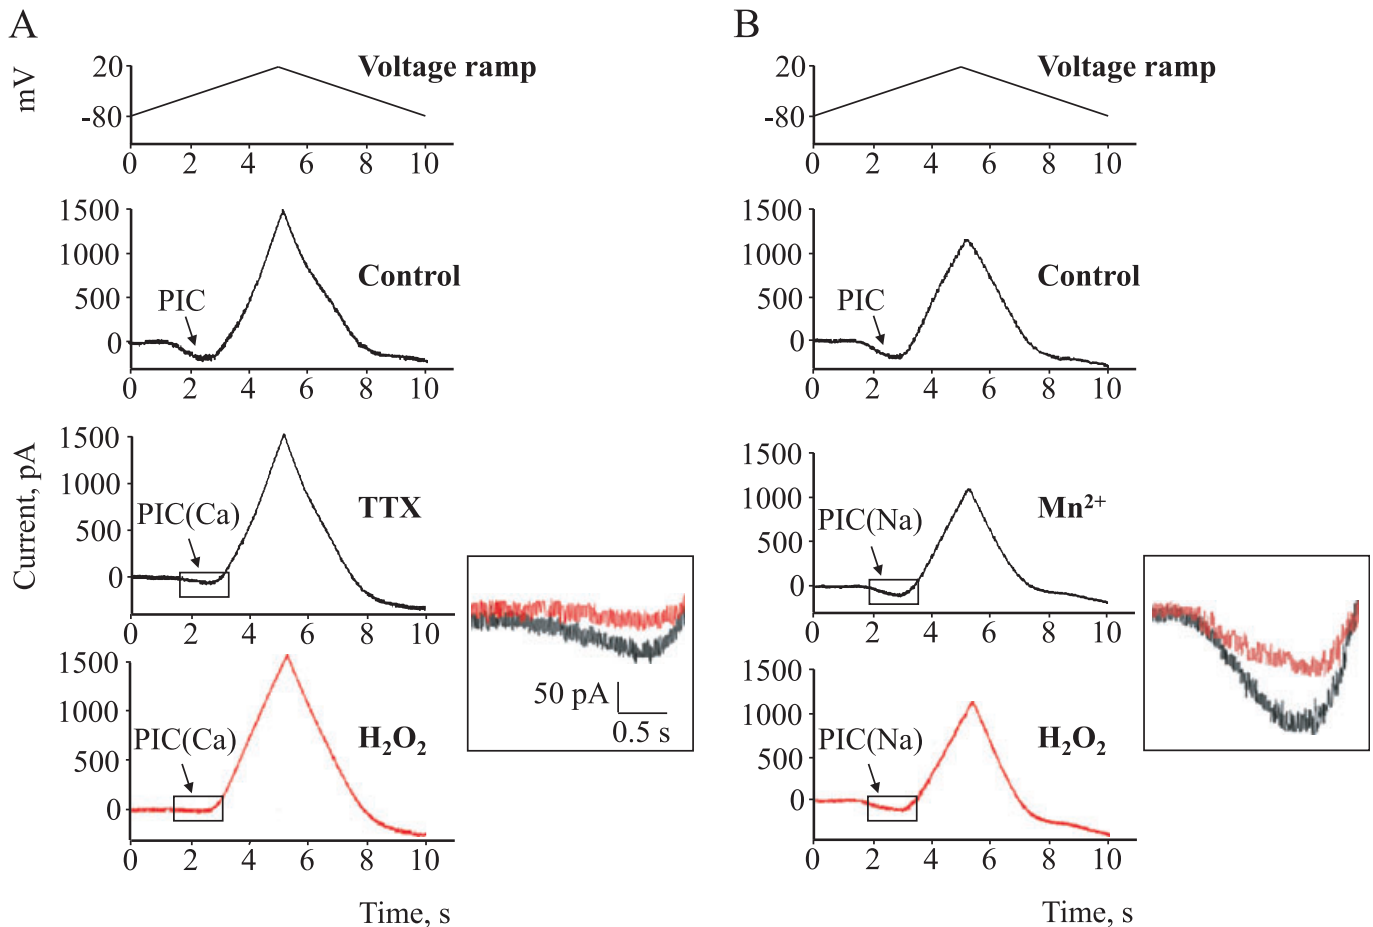 A
mV
20
-80
Voltage ramp
0 2 4 6 8 10
1500
1000
500
0
PIC
Control
0 2 4 6 8 10
Current, pA
1500
1000
500
0
PIC(Ca)
TTX
0 2 4 6 8 10
1500
1000
500
0
PIC(Ca)
H₂O₂
0 2 4 6 8 10
Time, s
50 pA
0.5 s
B
20
-80
Voltage ramp
0 2 4 6 8 10
1500
1000
500
0
PIC
Control
0 2 4 6 8 10
1500
1000
500
0
PIC(Na)
Mn²⁺
0 2 4 6 8 10
1500
1000
500
0
PIC(Na)
H₂O₂
0 2 4 6 8 10
Time, s